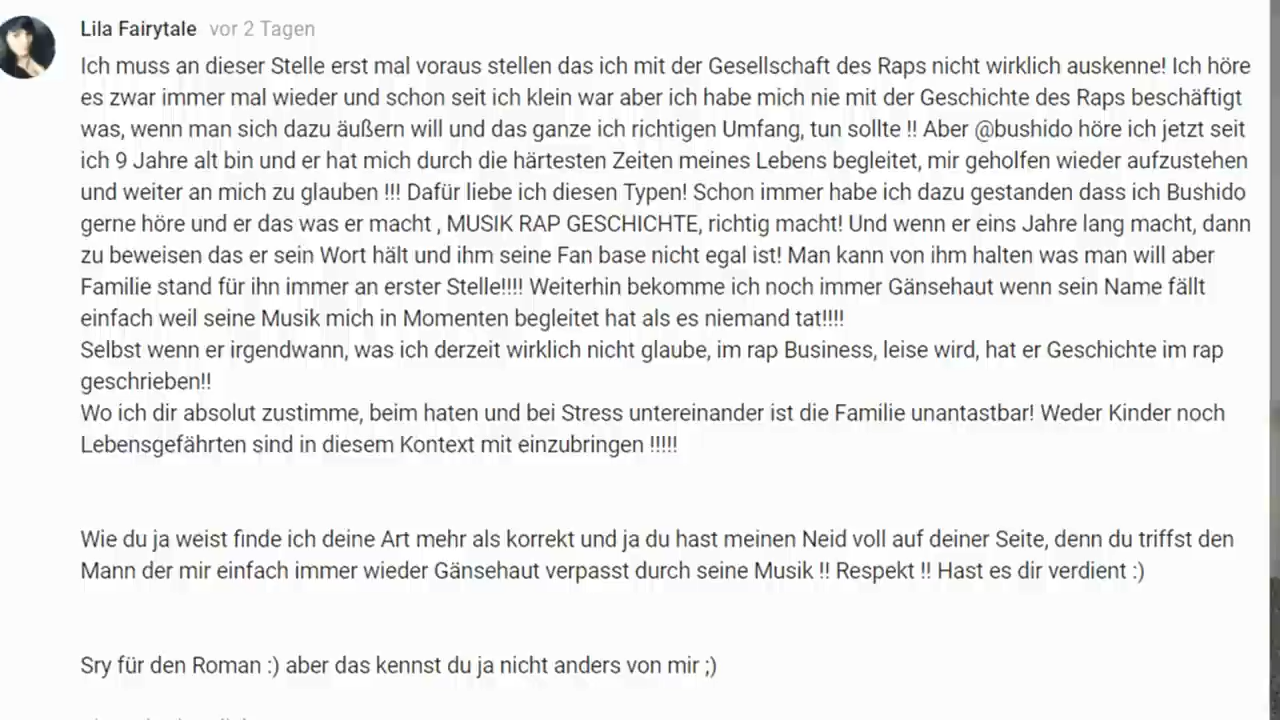 Lila Fairytale vor 2 Tagen
Ich muss an dieser Stelle erst mal voraus stellen das ich mit der Gesellschaft des Raps nicht wirklich auskenne! Ich höre
es zwar immer mal wieder und schon seit ich klein war aber ich habe mich nie mit der Geschichte des Raps beschäftigt
was, wenn man sich dazu äußern will und das ganze ich richtigen Umfang, tun sollte !! Aber @bushido höre ich jetzt seit
ich 9 Jahre alt bin und er hat mich durch die härtesten Zeiten meines Lebens begleitet, mir geholfen wieder aufzustehen
und weiter an mich zu glauben !!! Dafür liebe ich diesen Typen! Schon immer habe ich dazu gestanden dass ich Bushido
gerne höre und er das was er macht , MUSIK RAP GESCHICHTE, richtig macht! Und wenn er eins Jahre lang macht, dann
zu beweisen das er sein Wort hält und ihm seine Fan base nicht egal ist! Man kann von ihm halten was man will aber
Familie stand für ihn immer an erster Stelle!!!! Weiterhin bekomme ich noch immer Gänsehaut wenn sein Name fällt
einfach weil seine Musik mich in Momenten begleitet hat als es niemand tat!!!!
Selbst wenn er irgendwann, was ich derzeit wirklich nicht glaube, im rap Business, leise wird, hat er Geschichte im rap
geschrieben!!
Wo ich dir absolut zustimme, beim haten und bei Stress untereinander ist die Familie unantastbar! Weder Kinder noch
Lebensgefährten sind in diesem Kontext mit einzubringen !!!!!
Wie du ja weist finde ich deine Art mehr als korrekt und ja du hast meinen Neid voll auf deiner Seite, denn du triffst den
Mann der mir einfach immer wieder Gänsehaut verpasst durch seine Musik !! Respekt !! Hast es dir verdient :)
Sry für den Roman :) aber das kennst du ja nicht anders von mir ;)